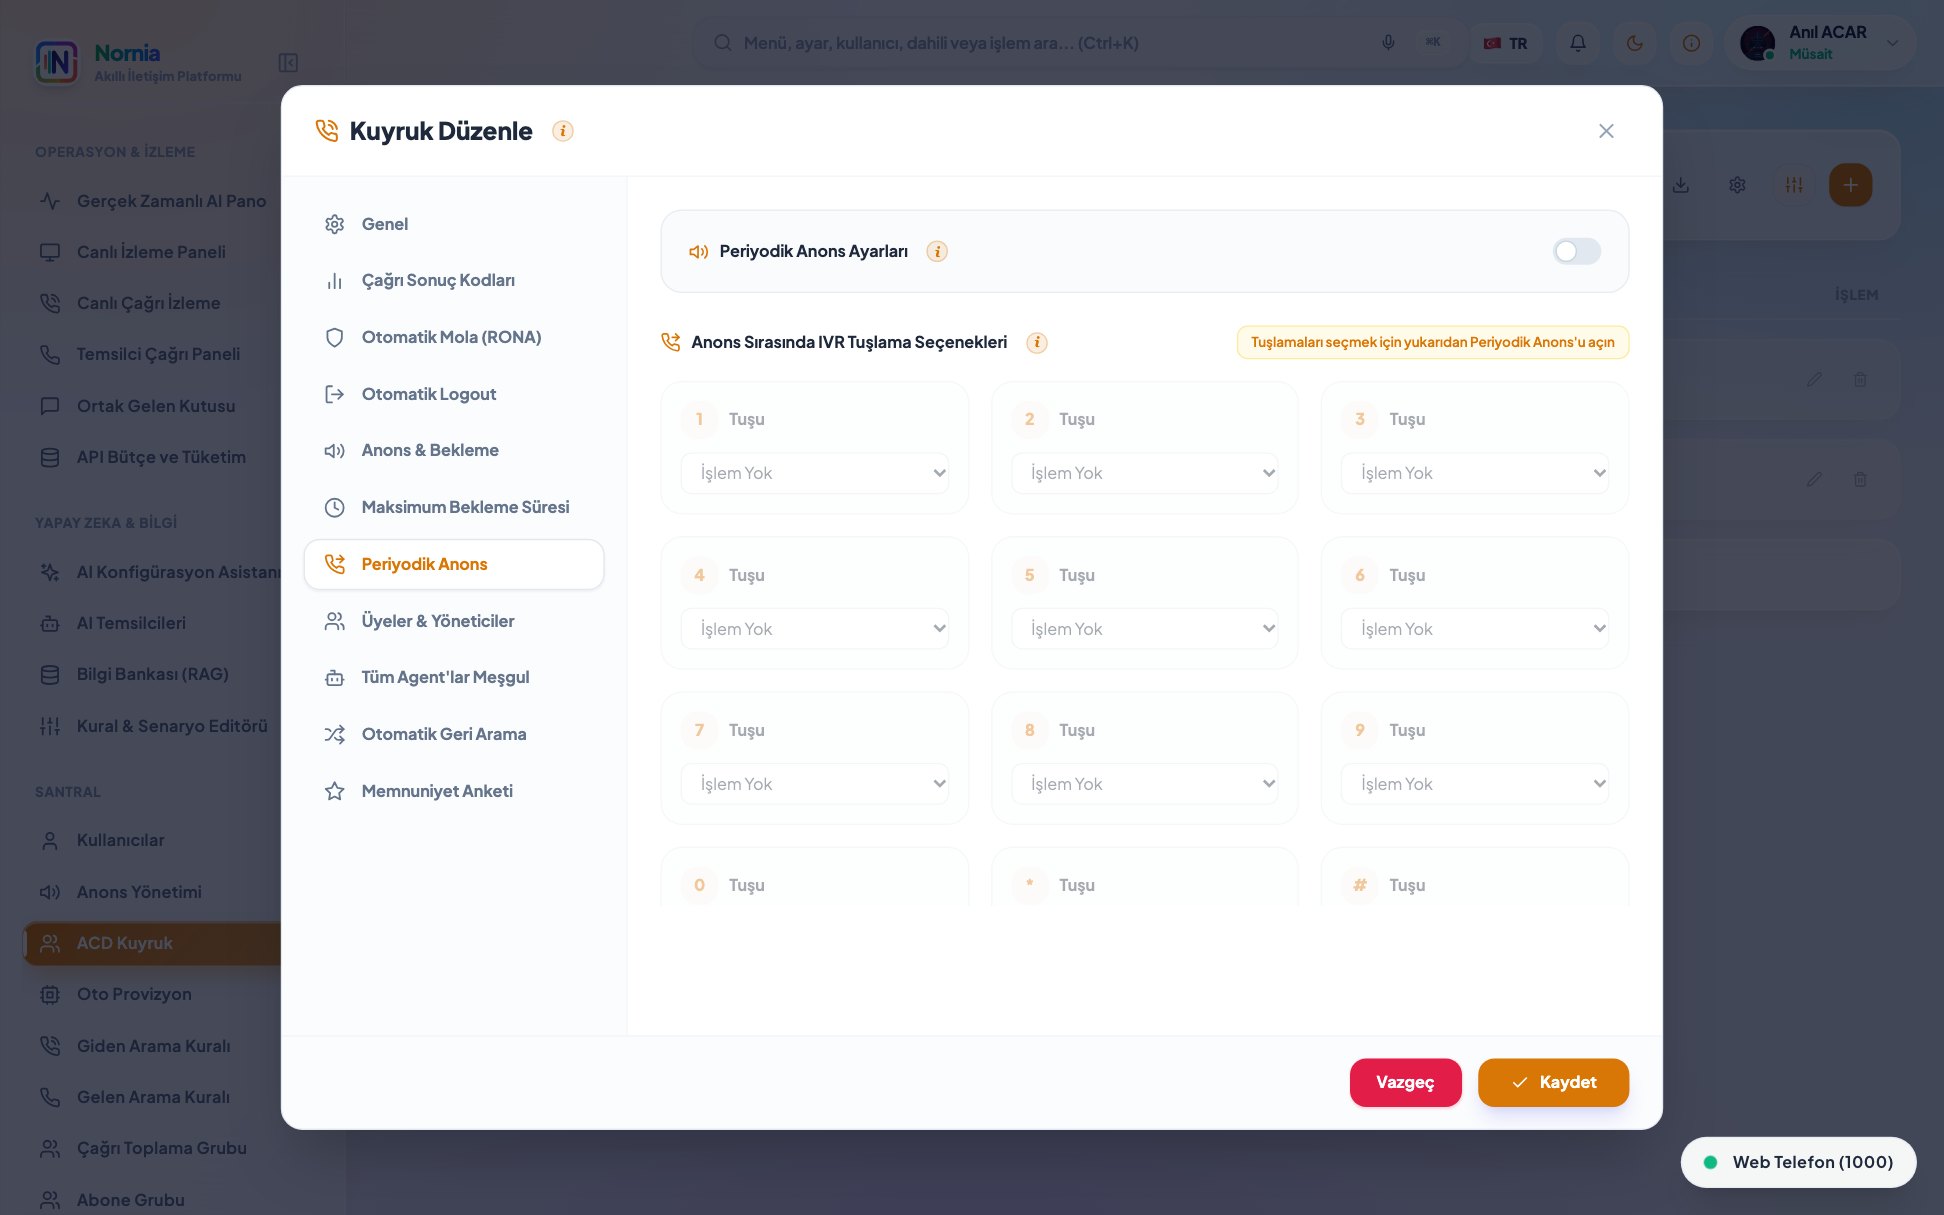 Nornia
Akıllı İletişim Platformu
Menü, ayar, kullanıcı, dahili veya işlem ara... (Ctrl+K)
⌘K
TR
Anıl ACAR
Müsait
OPERASYON & İZLEME
Gerçek Zamanlı AI Pano
Canlı İzleme Paneli
Canlı Çağrı İzleme
Temsilci Çağrı Paneli
Ortak Gelen Kutusu
API Bütçe ve Tüketim
YAPAY ZEKA & BİLGİ
AI Konfigürasyon Asistanı
AI Temsilcileri
Bilgi Bankası (RAG)
Kural & Senaryo Editörü
SANTRAL
Kullanıcılar
Anons Yönetimi
ACD Kuyruk
Oto Provizyon
Giden Arama Kuralı
Gelen Arama Kuralı
Çağrı Toplama Grubu
Abone Grubu
İŞLEM
Kuyruk Düzenle
Genel
Çağrı Sonuç Kodları
Otomatik Mola (RONA)
Otomatik Logout
Anons & Bekleme
Maksimum Bekleme Süresi
Periyodik Anons
Üyeler & Yöneticiler
Tüm Agent'lar Meşgul
Otomatik Geri Arama
Memnuniyet Anketi
Periyodik Anons Ayarları
Anons Sırasında IVR Tuşlama Seçenekleri
Tuşlamaları seçmek için yukarıdan Periyodik Anons'u açın
1 Tuşu
İşlem Yok
2 Tuşu
İşlem Yok
3 Tuşu
İşlem Yok
4 Tuşu
İşlem Yok
5 Tuşu
İşlem Yok
6 Tuşu
İşlem Yok
7 Tuşu
İşlem Yok
8 Tuşu
İşlem Yok
9 Tuşu
İşlem Yok
0 Tuşu
* Tuşu
# Tuşu
Vazgeç
Kaydet
Web Telefon (1000)